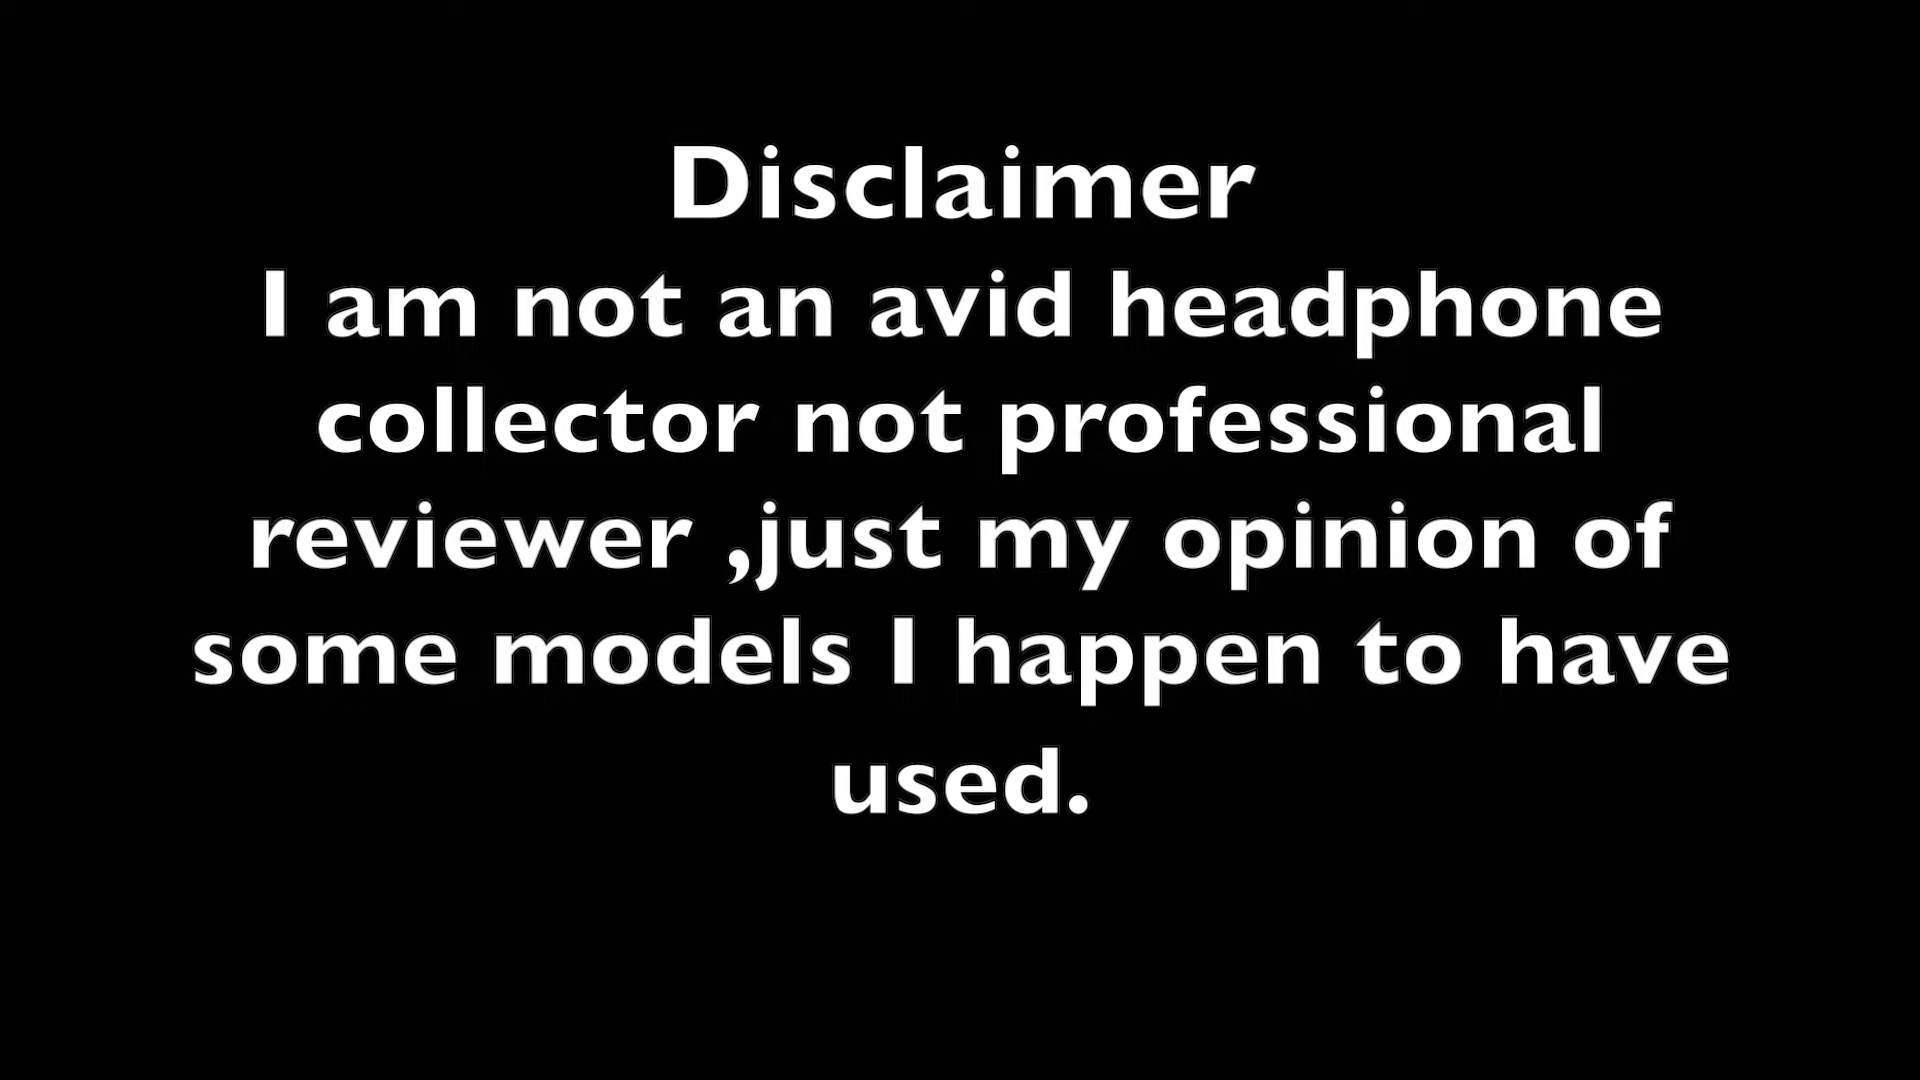 Disclaimer
I am not an avid headphone
collector not professional
reviewer ,just my opinion of
some models I happen to have
used.